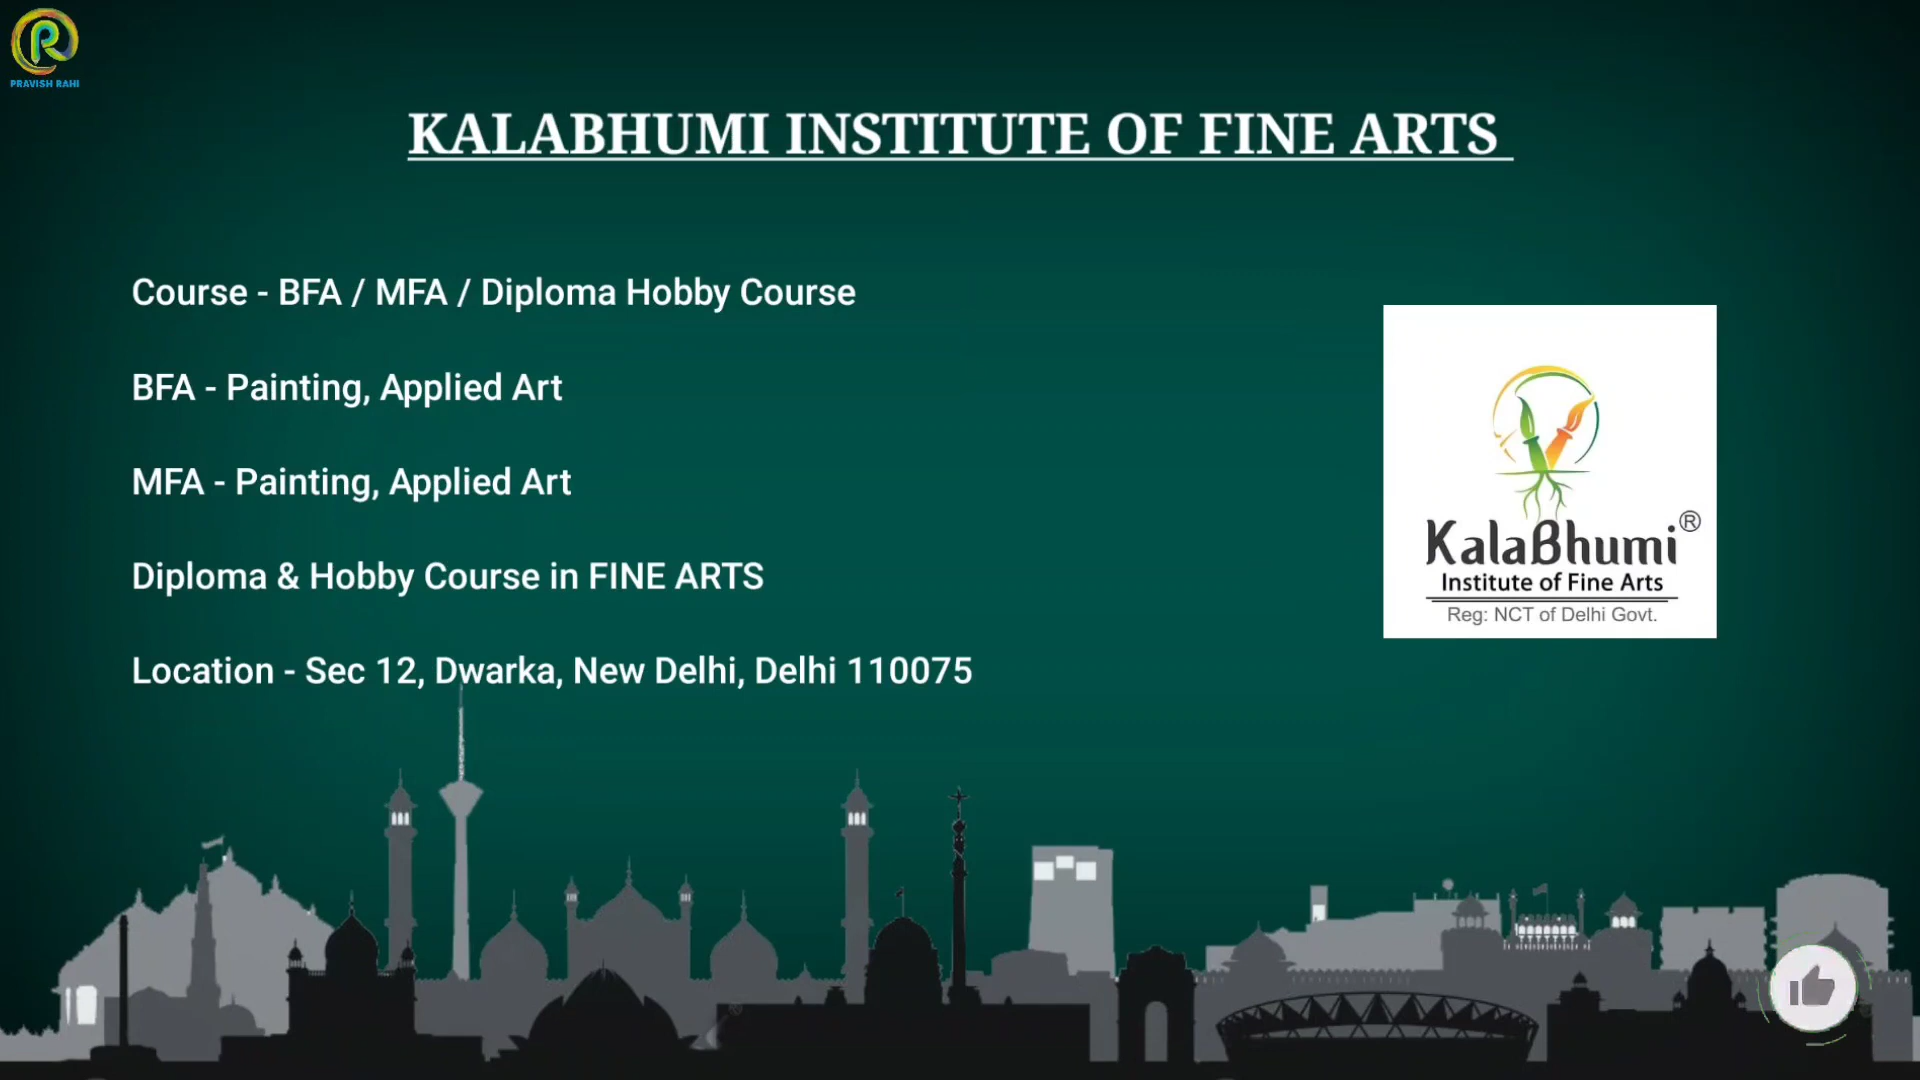 PRAVISH RAHI
KALABHUMI INSTITUTE OF FINE ARTS
Course - BFA / MFA / Diploma Hobby Course
BFA - Painting, Applied Art
MFA - Painting, Applied Art
Diploma & Hobby Course in FINE ARTS
Location - Sec 12, Dwarka, New Delhi, Delhi 110075
KalaBhumi®
Institute of Fine Arts
Reg: NCT of Delhi Govt.